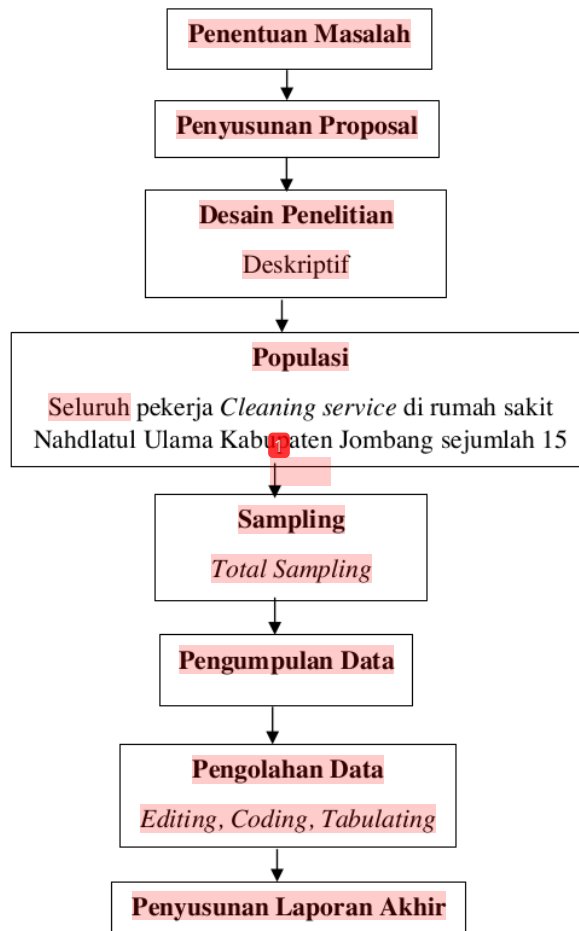 Penentuan Masalah
Penyusunan Proposal
Desain Penelitian
Deskriptif
Populasi
Seluruh pekerja Cleaning service di rumah sakit
Nahdlatul Ulama Kabupaten Jombang sejumlah 15
1
Sampling
Total Sampling
Pengumpulan Data
Pengolahan Data
Editing, Coding, Tabulating
Penyusunan Laporan Akhir